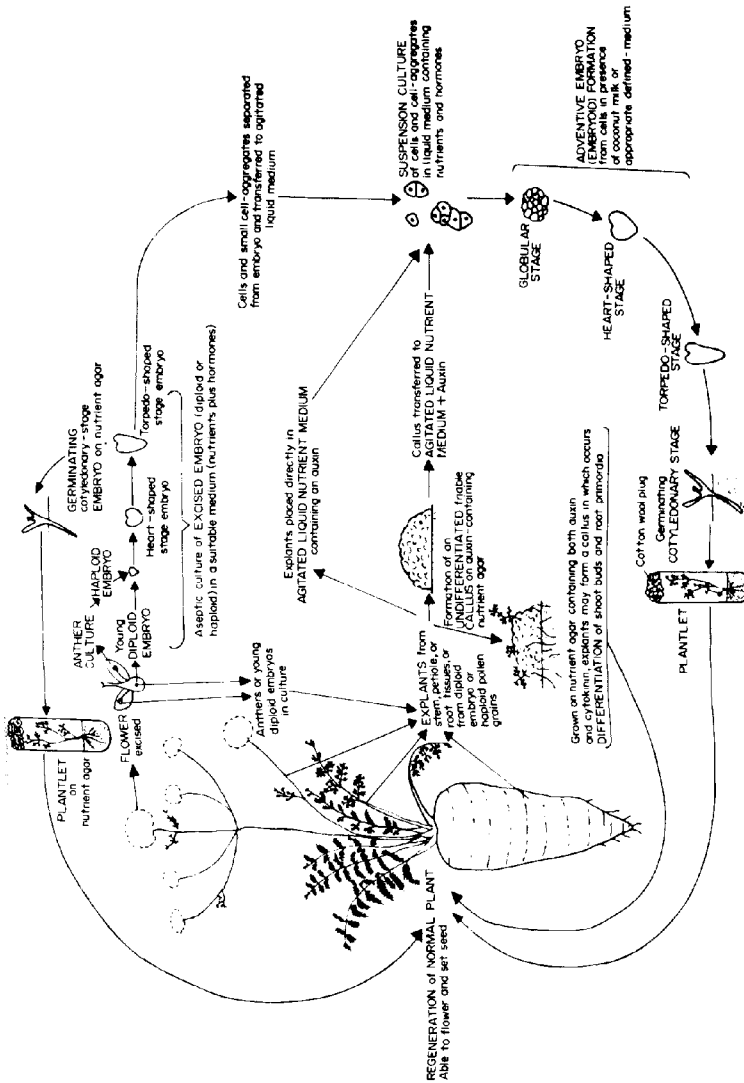 PLANTLET
on
nutrient agar
GERMINATING
cotyledonary-stage
EMBRYO on nutrient agar
ANTHER
CULTURE
HAPLOID
EMBRYO
FLOWER
excised
Young
DIPLOID
EMBRYO
Heart-shaped
stage embryo
Torpedo-shaped
stage embryo
Aseptic culture of EXCISED EMBRYO (diploid or
haploid) in a suitable medium (nutrients plus hormones)
Cells and small cell-aggregates separated
from embryo and transferred to agitated
liquid medium
Anthers or young
diploid embryos
in culture
Explants placed directly in
AGITATED LIQUID NUTRIENT MEDIUM
containing an auxin
REGENERATION of NORMAL PLANT
Able to flower and set seed
EXPLANTS from
stem, petiole, or
root tissues, or
from diploid
embryo or
haploid pollen
grains
Formation of an
UNDIFFERENTIATED friable
CALLUS on auxin-containing
nutrient agar
Callus transferred to
AGITATED LIQUID NUTRIENT
MEDIUM + Auxin
SUSPENSION CULTURE
of cells and cell-aggregates
in liquid medium containing
nutrients and hormones
Grown on nutrient agar containing both auxin
and cytokinin, explants may form a callus in which occurs
DIFFERENTIATION of shoot buds and root primordia
GLOBULAR
STAGE
HEART-SHAPED
STAGE
ADVENTIVE EMBRYO
(EMBRYOID) FORMATION
from cells in presence
of coconut milk or
appropriate defined-medium
Cotton wool plug
PLANTLET
Germinating
COTYLEDONARY STAGE
TORPEDO-SHAPED
STAGE